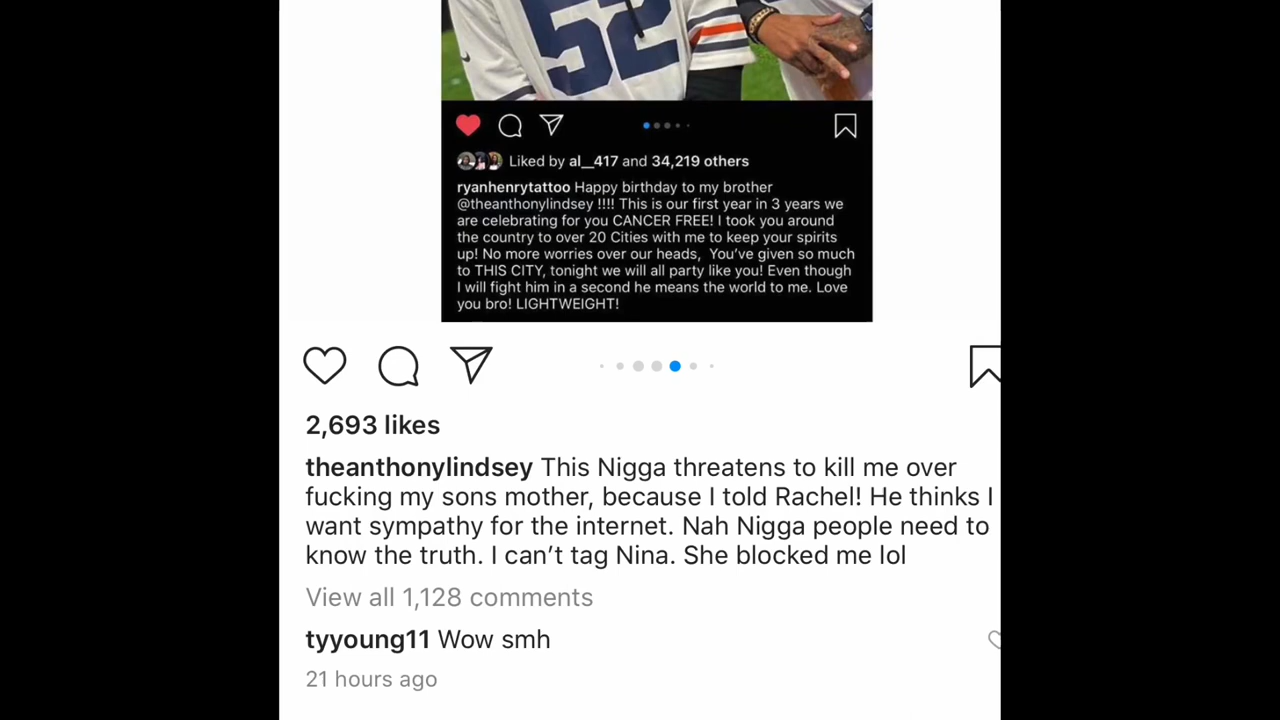 52
Liked by al__417 and 34,219 others
ryanhenrytattoo Happy birthday to my brother
@theanthonylindsey !!!! This is our first year in 3 years we
are celebrating for you CANCER FREE! I took you around
the country to over 20 Cities with me to keep your spirits
up! No more worries over our heads, You've given so much
to THIS CITY, tonight we will all party like you! Even though
I will fight him in a second he means the world to me. Love
you bro! LIGHTWEIGHT!
2,693 likes
theanthonylindsey This Nigga threatens to kill me over
fucking my sons mother, because I told Rachel! He thinks I
want sympathy for the internet. Nah Nigga people need to
know the truth. I can't tag Nina. She blocked me lol
View all 1,128 comments
tyyoung11 Wow smh
21 hours ago